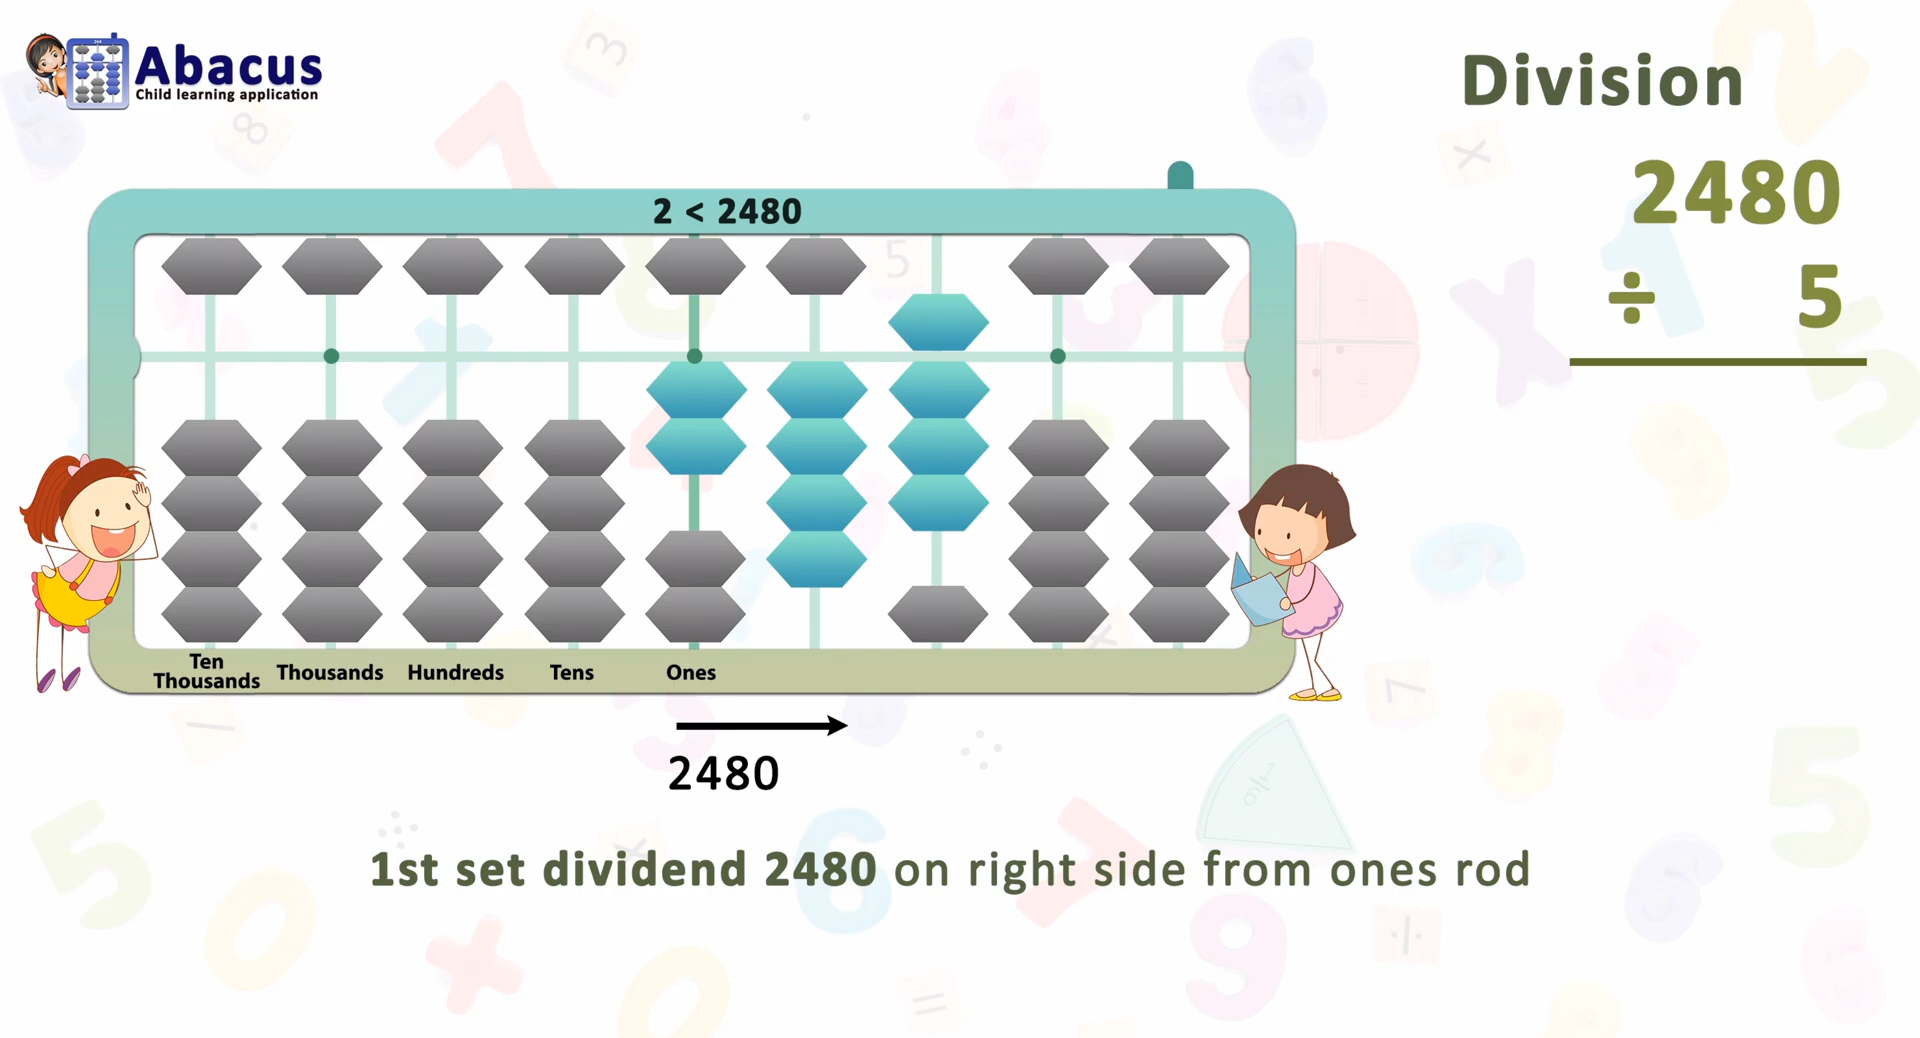 Abacus
Child learning application
Division
2480
÷ 5
2 < 2480
Ten Thousands
Thousands
Hundreds
Tens
Ones
2480
1st set dividend 2480 on right side from ones rod